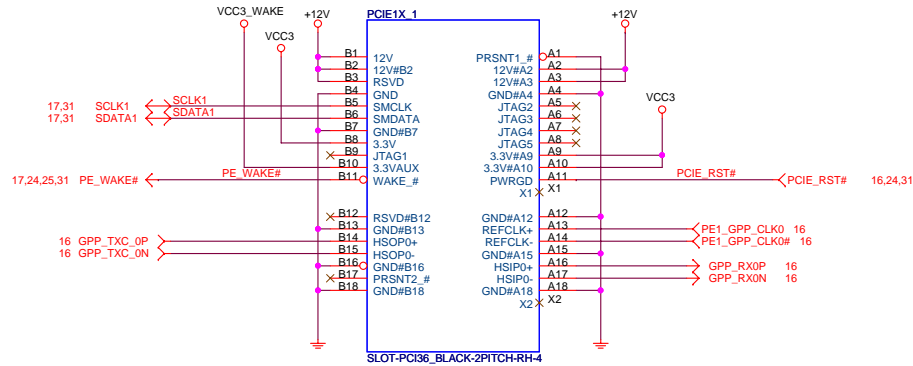 VCC3_WAKE +12V PCIE1X_1 +12V
VCC3
B1 12V PRSNT1_# A1
B2 12V#B2 12V#A2 A2
B3 RSVD 12V#A3 A3
B4 GND GND#A4 A4
17,31 SCLK1 SCLK1 B5 SMCLK JTAG2 A5 VCC3
17,31 SDATA1 SDATA1 B6 SMDATA JTAG3 A6
B7 GND#B7 JTAG4 A7
B8 3.3V JTAG5 A8
B9 JTAG1 3.3V#A9 A9
B10 3.3VAUX 3.3V#A10 A10
17,24,25,31 PE_WAKE# PE_WAKE# B11 WAKE_# PWRGD A11 PCIE_RST# PCIE_RST# 16,24,31
X1 X1
B12 RSVD#B12 GND#A12 A12
B13 GND#B13 REFCLK+ A13 PE1_GPP_CLK0 16
16 GPP_TXC_0P B14 HSOP0+ REFCLK- A14 PE1_GPP_CLK0# 16
16 GPP_TXC_0N B15 HSOP0- GND#A15 A15
B16 GND#B16 HSIP0+ A16 GPP_RX0P 16
B17 PRSNT2_# HSIP0- A17 GPP_RX0N 16
B18 GND#B18 GND#A18 A18
X2 X2
SLOT-PCI36_BLACK-2PITCH-RH-4